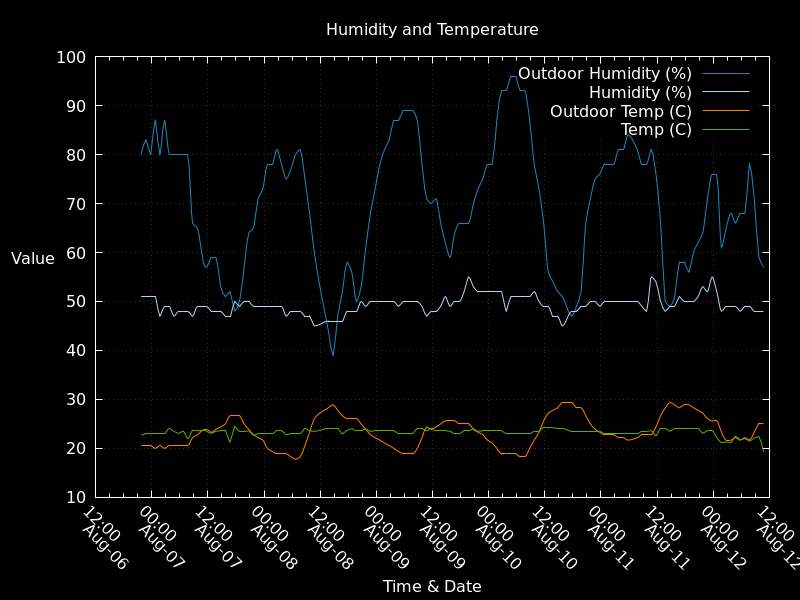 Humidity and Temperature
100
90
80
70
60
50
40
30
20
10
Value
Outdoor Humidity (%)
Humidity (%)
Outdoor Temp (C)
Temp (C)
12:00
Aug-06
00:00
Aug-07
12:00
Aug-07
00:00
Aug-08
12:00
Aug-08
00:00
Aug-09
12:00
Aug-09
00:00
Aug-10
12:00
Aug-10
00:00
Aug-11
12:00
Aug-11
00:00
Aug-12
12:00
Aug-12
Time & Date